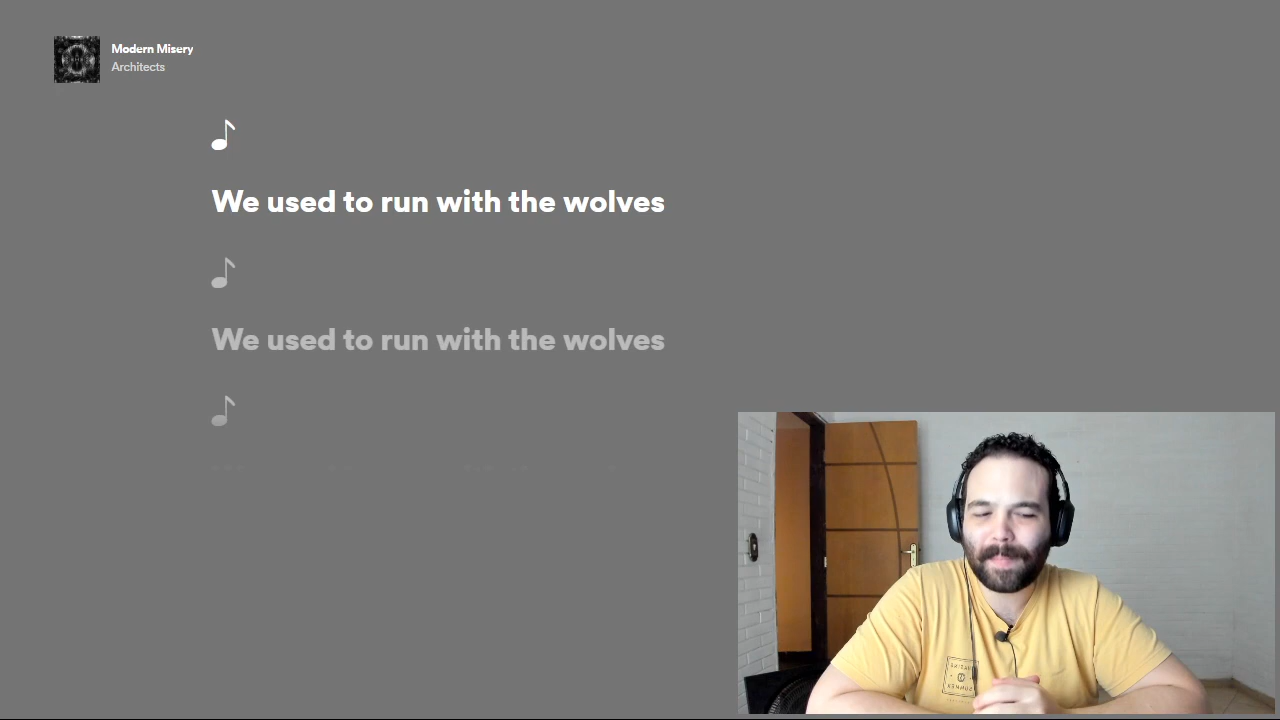 Modern Misery
Architects
We used to run with the wolves
We used to run with the wolves